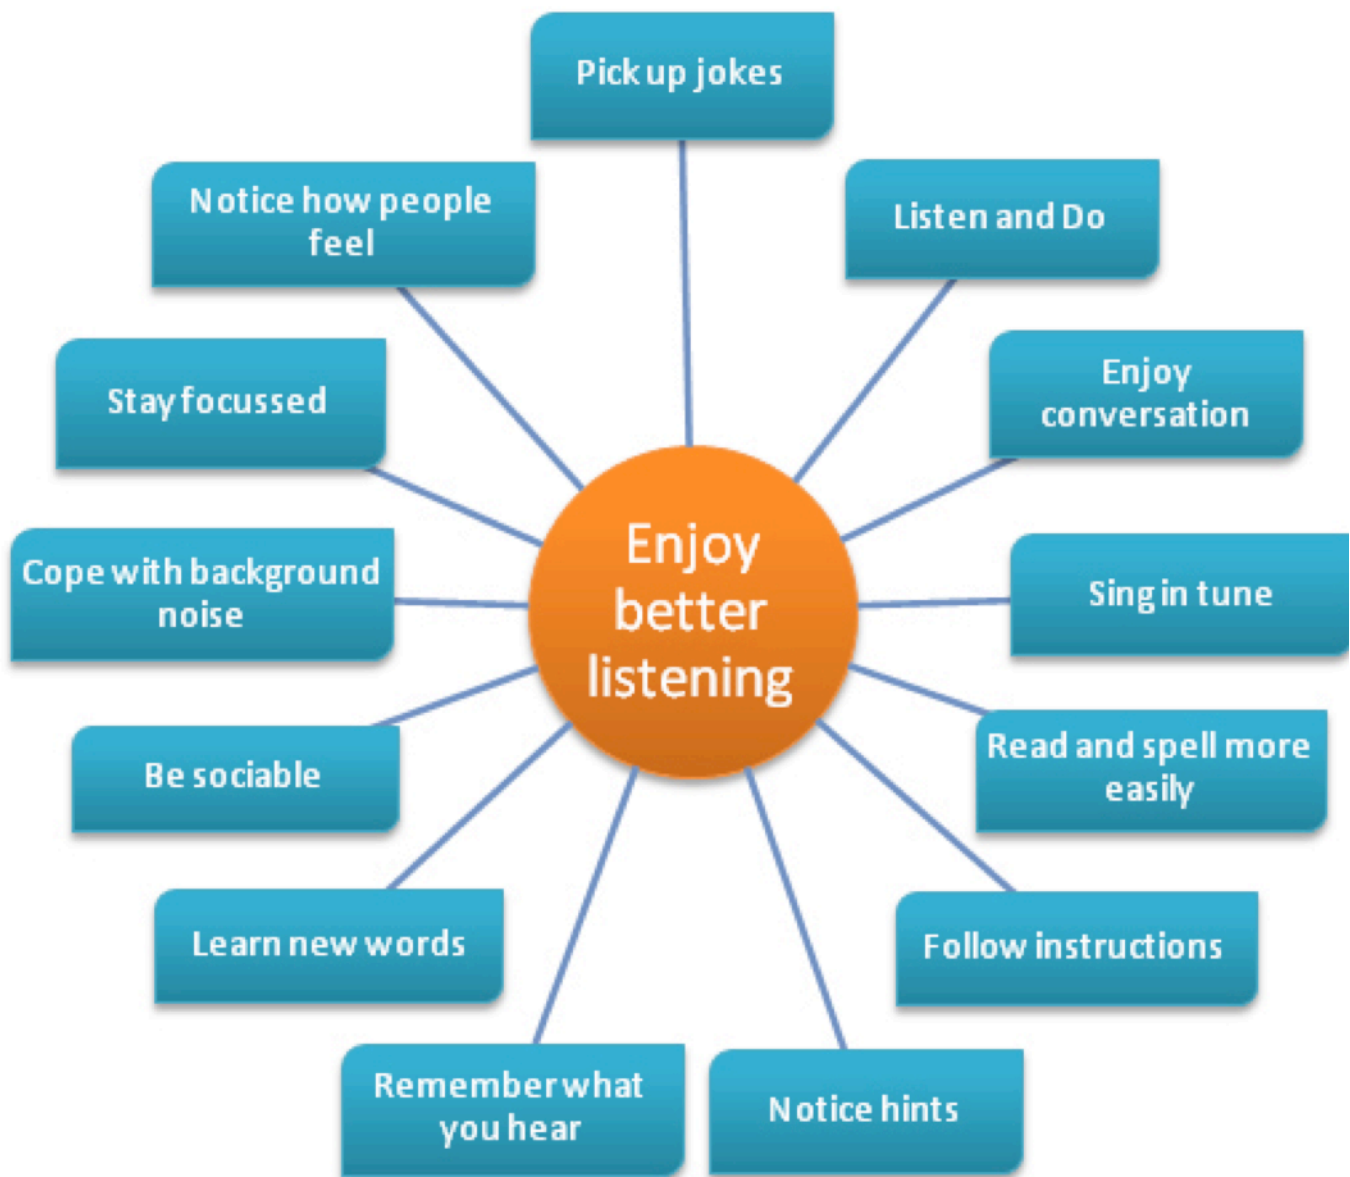 Pick up jokes
Notice how people
feel
Listen and Do
Stay focussed
Enjoy
conversation
Enjoy
better
listening
Cope with background
noise
Sing in tune
Be sociable
Read and spell more
easily
Learn new words
Follow instructions
Remember what
you hear
Notice hints